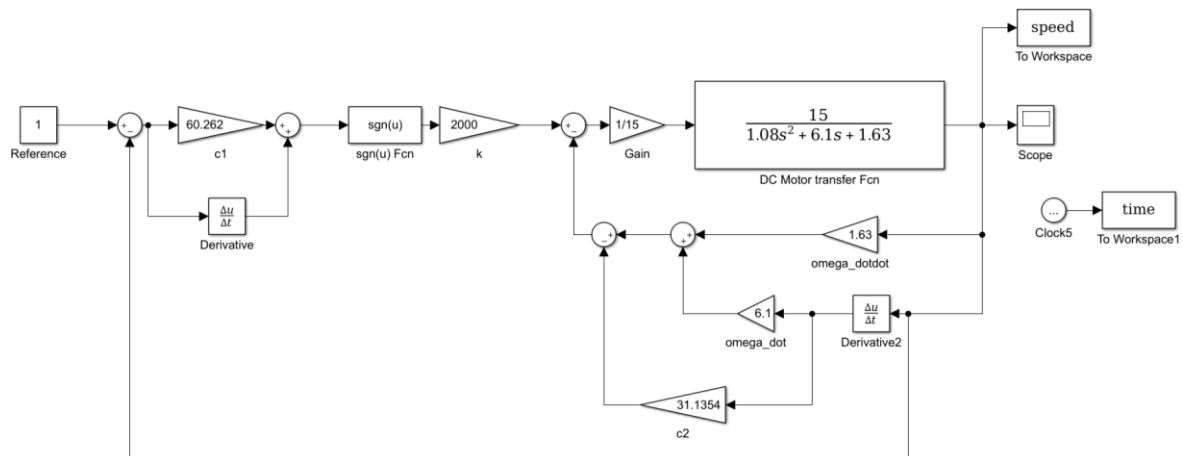 speed
To Workspace
1
Reference
+
−
60.262
c1
+
+
sgn(u)
sgn(u) Fcn
2000
k
+
−
1/15
Gain
15
1.08s² + 6.1s + 1.63
DC Motor transfer Fcn
Scope
Δu
Δt
Derivative
...
Clock5
time
To Workspace1
−
+
+
+
1.63
omega_dotdot
6.1
omega_dot
Δu
Δt
Derivative2
31.1354
c2